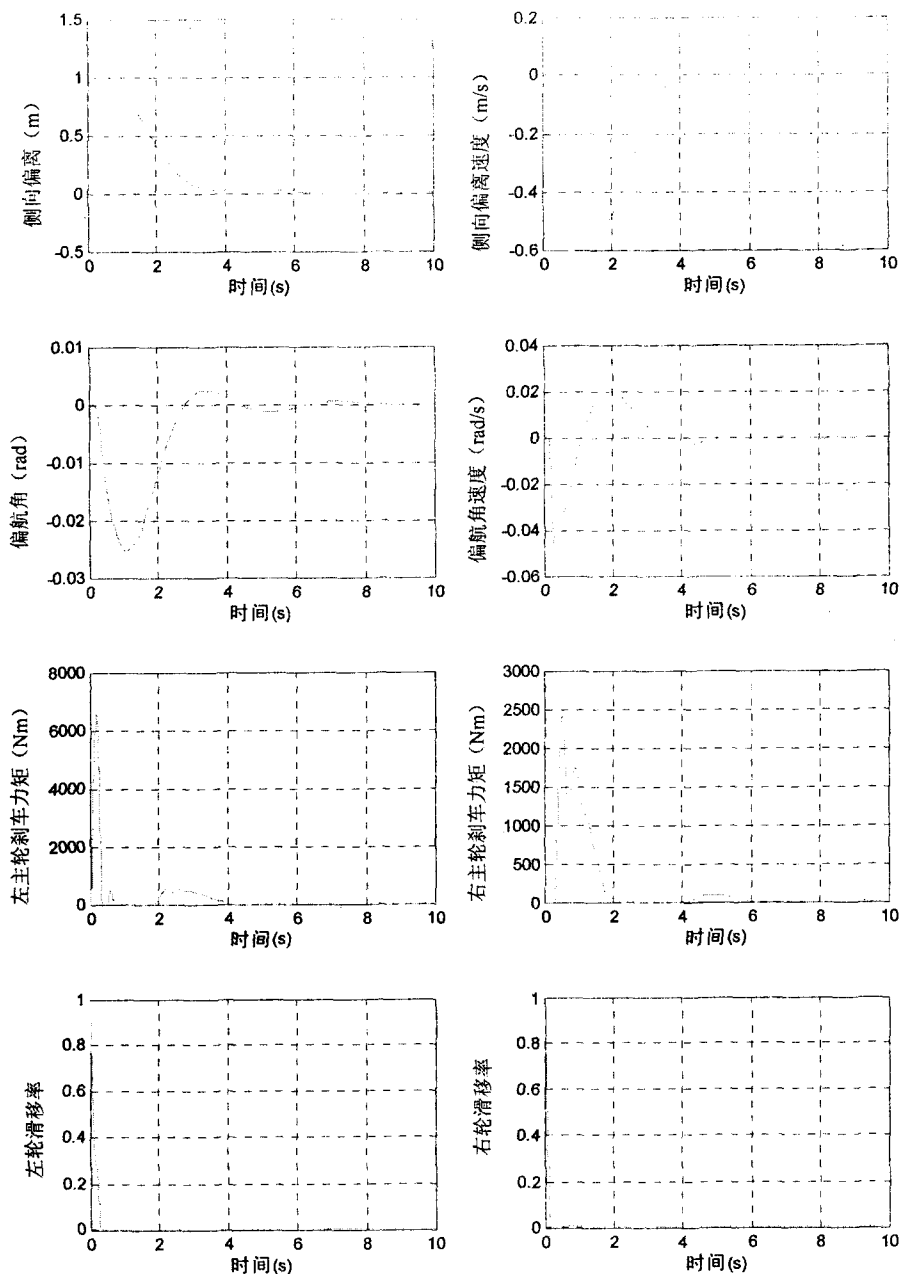 1.5
1
0.5
0
-0.5
侧向偏离（m）
0 2 4 6 8 10
时间(s)
0.2
0
-0.2
-0.4
-0.6
侧向偏离速度（m/s）
0 2 4 6 8 10
时间(s)
0.01
0
-0.01
-0.02
-0.03
偏航角（rad）
0 2 4 6 8 10
时间(s)
0.04
0.02
0
-0.02
-0.04
-0.06
偏航角速度（rad/s）
0 2 4 6 8 10
时间(s)
8000
6000
4000
2000
0
左主轮刹车力矩（Nm）
0 2 4 6 8 10
时间(s)
3000
2500
2000
1500
1000
500
0
右主轮刹车力矩（Nm）
0 2 4 6 8 10
时间(s)
1
0.8
0.6
0.4
0.2
0
左轮滑移率
0 2 4 6 8 10
时间(s)
1
0.8
0.6
0.4
0.2
0
右轮滑移率
0 2 4 6 8 10
时间(s)